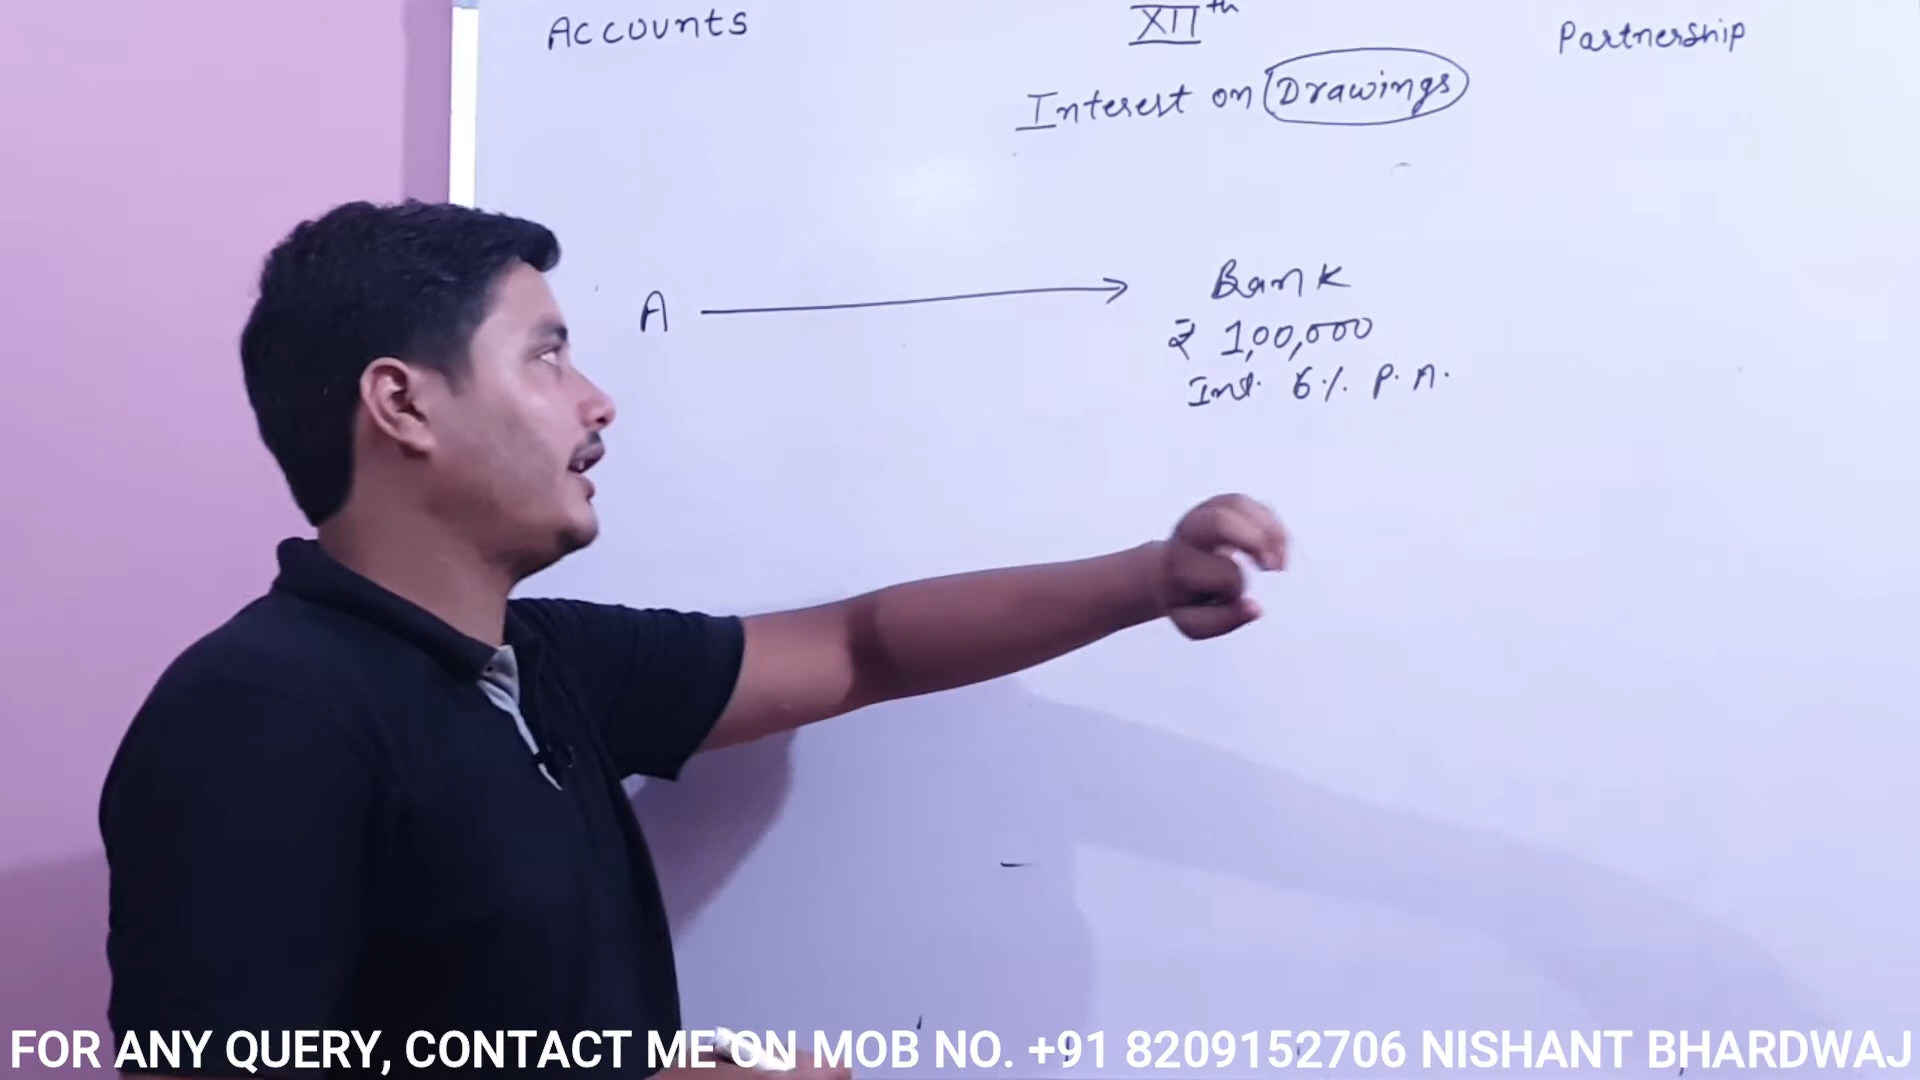 Accounts
XIIth
Partnership
Interest on Drawings
A
Bank
₹ 1,00,000
Int. 6% P.A.
FOR ANY QUERY, CONTACT ME ON MOB NO. +91 8209152706 NISHANT BHARDWAJ